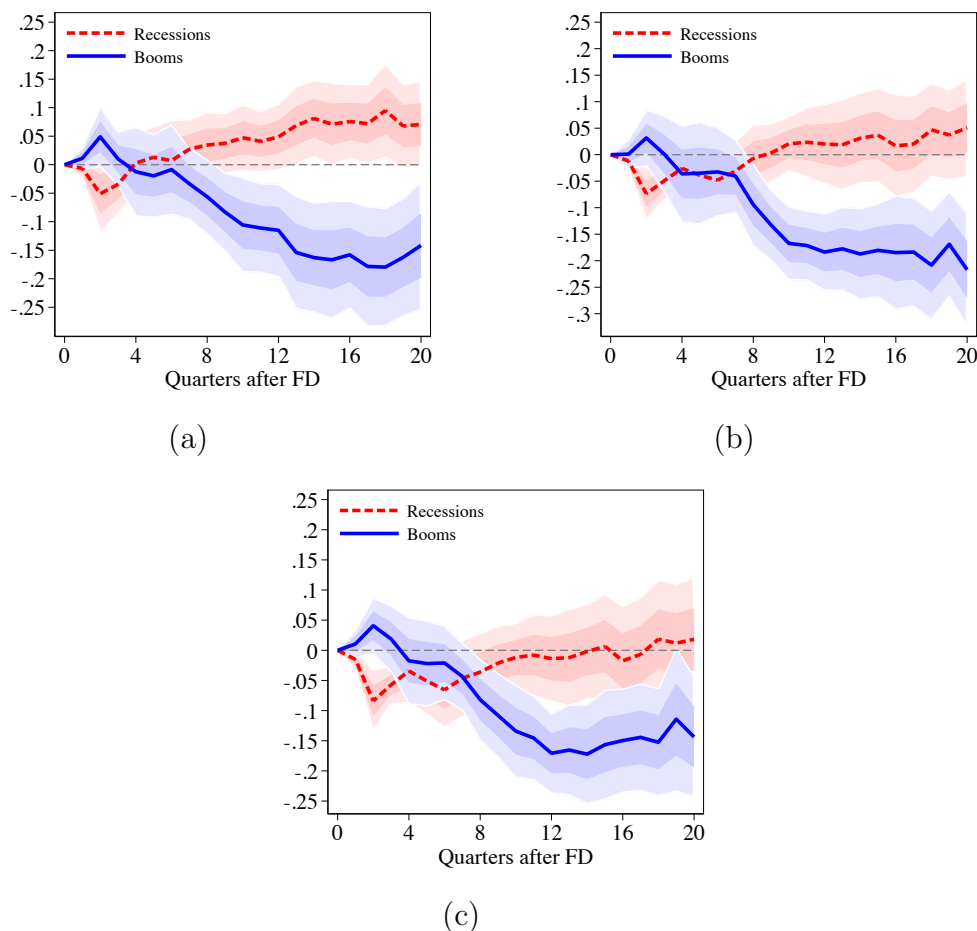 .25
.2
.15
.1
.05
0
-.05
-.1
-.15
-.2
-.25
Recessions
Booms
0 4 8 12 16 20
Quarters after FD
(a)
.25
.2
.15
.1
.05
0
-.05
-.1
-.15
-.2
-.25
-.3
Recessions
Booms
0 4 8 12 16 20
Quarters after FD
(b)
.25
.2
.15
.1
.05
0
-.05
-.1
-.15
-.2
-.25
Recessions
Booms
0 4 8 12 16 20
Quarters after FD
(c)